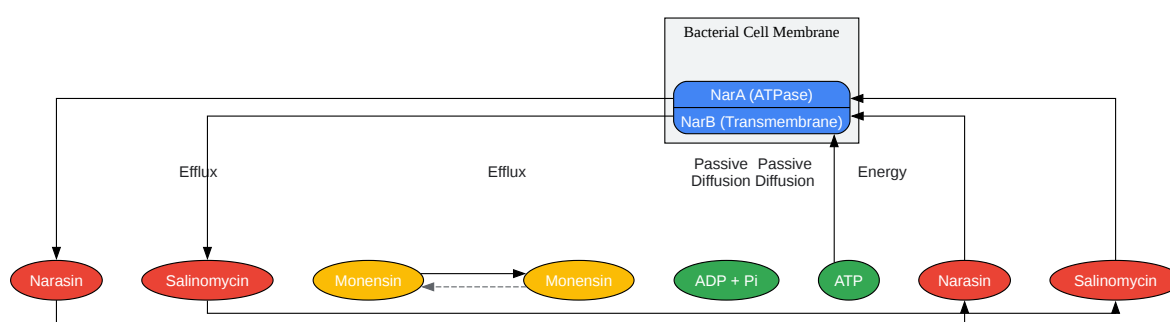 Bacterial Cell Membrane
NarA (ATPase)
NarB (Transmembrane)
Efflux
Efflux
Passive
Diffusion
Passive
Diffusion
Energy
Narasin
Salinomycin
Monensin
Monensin
ADP + Pi
ATP
Narasin
Salinomycin